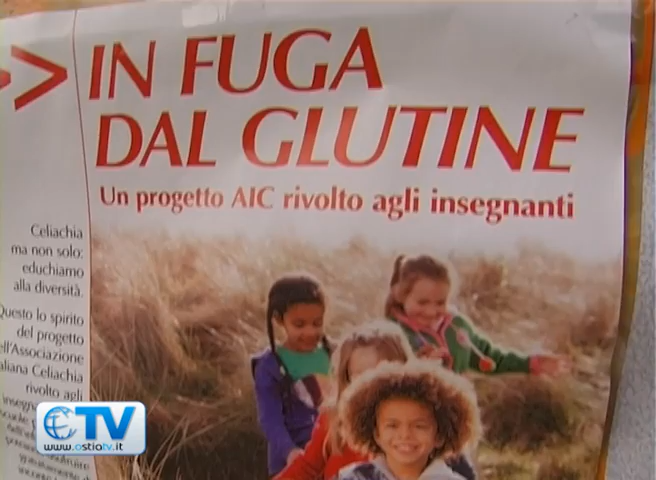 >>
IN FUGA
DAL GLUTINE
Un progetto AIC rivolto agli insegnanti
Celiachia
ma non solo:
educhiamo
alla diversità.
Questo lo spirito
del progetto
Associazione
Celiachia
rivolto agli
TV
www.ostiatv.it